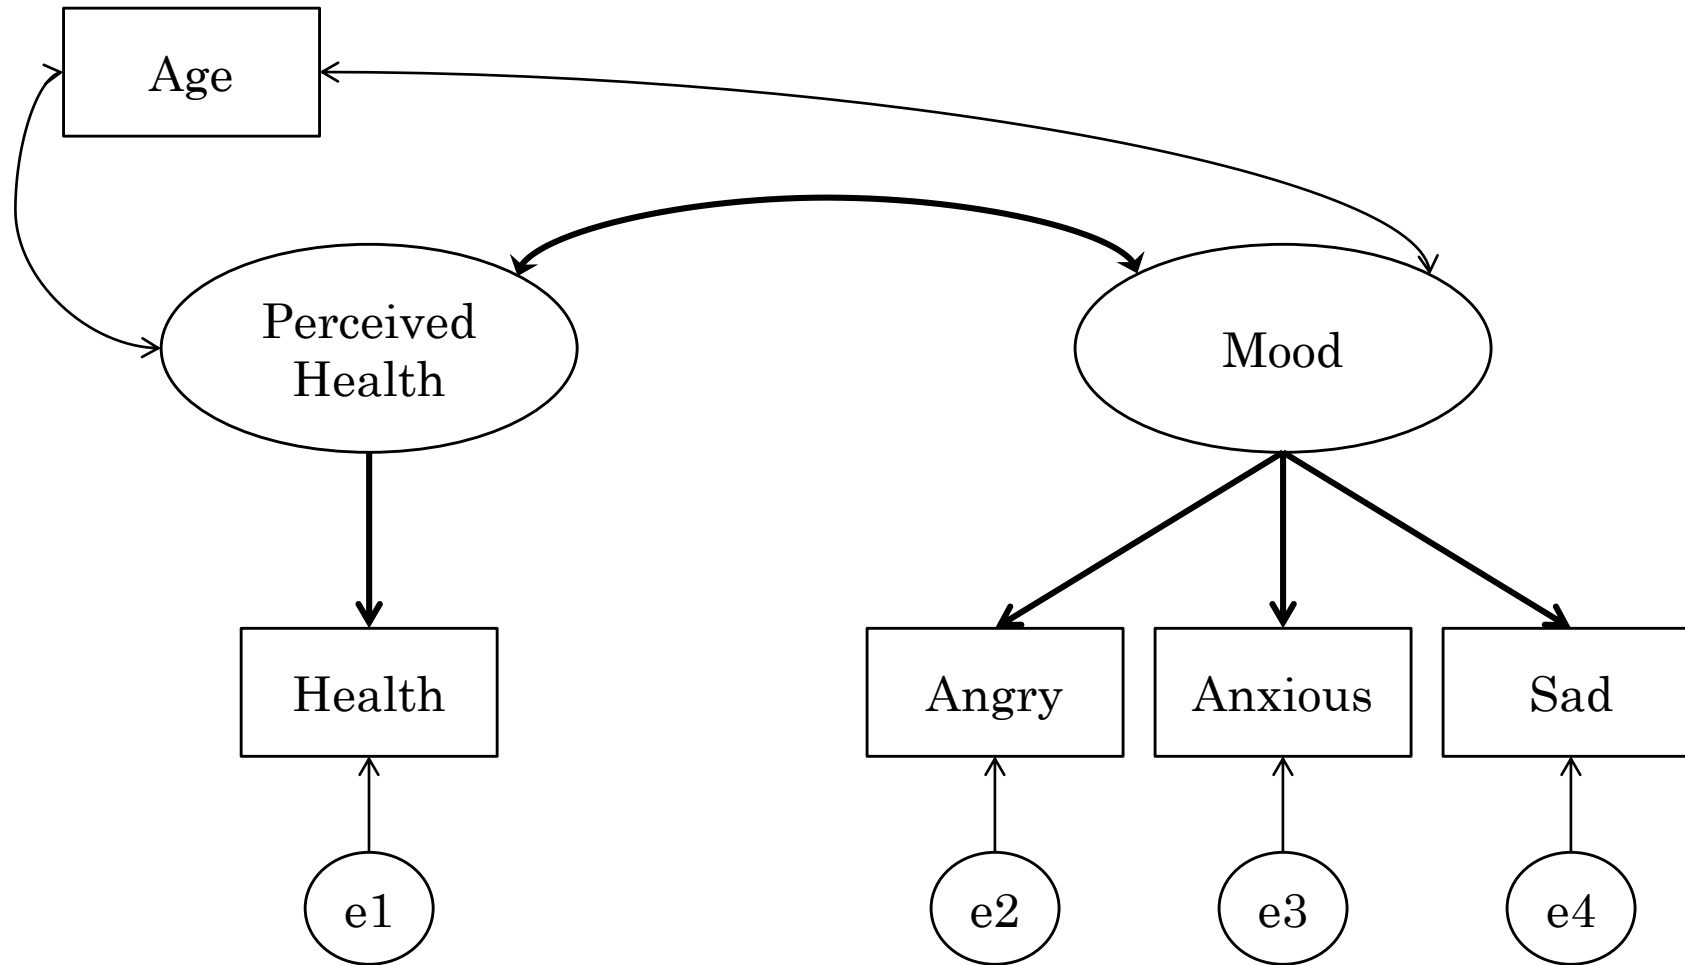 Age
Perceived
Health
Mood
Health
Angry
Anxious
Sad
e1
e2
e3
e4